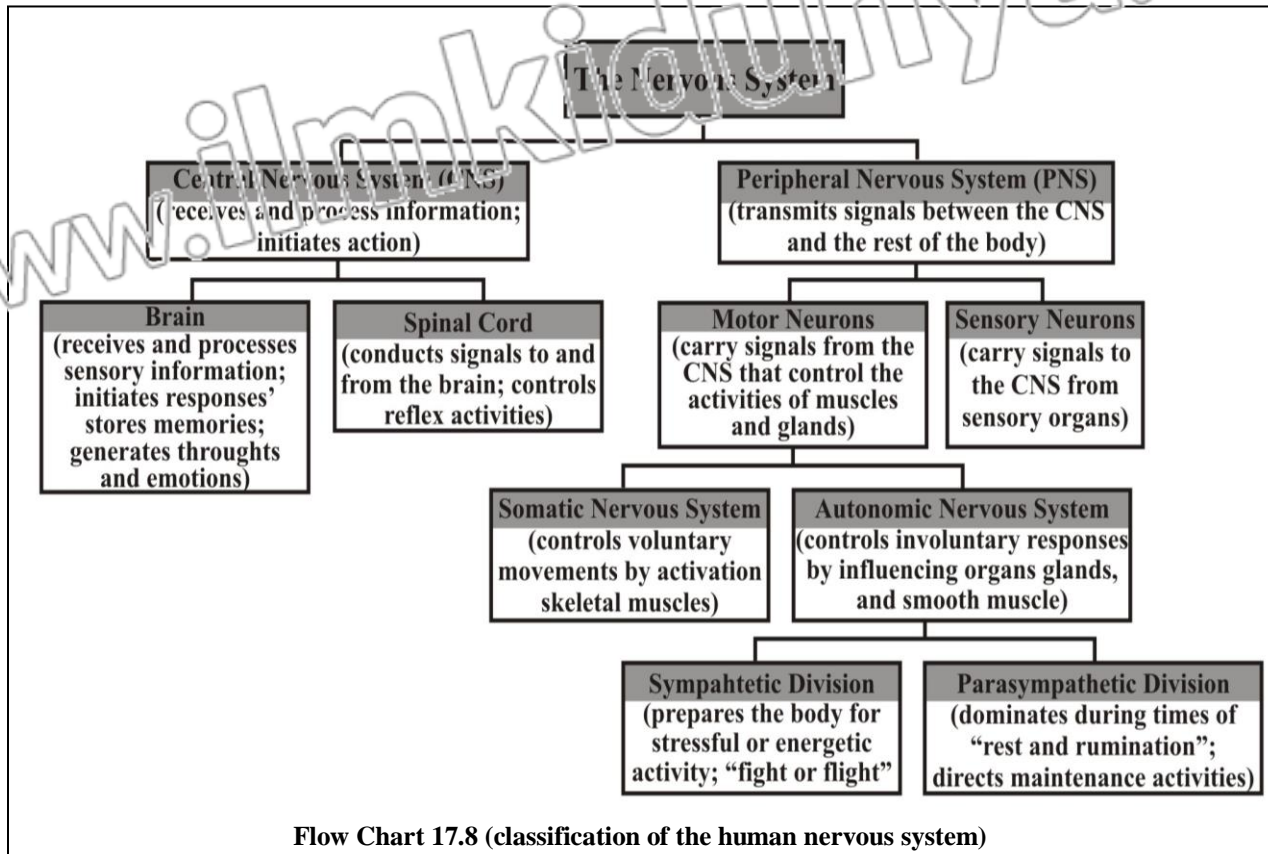 www.ilmkidunya.
The Nervous System
Central Nervous System (CNS)
(receives and process information;
initiates action)
Peripheral Nervous System (PNS)
(transmits signals between the CNS
and the rest of the body)
Brain
(receives and processes
sensory information;
initiates responses’
stores memories;
generates throughts
and emotions)
Spinal Cord
(conducts signals to and
from the brain; controls
reflex activities)
Motor Neurons
(carry signals from the
CNS that control the
activities of muscles
and glands)
Sensory Neurons
(carry signals to
the CNS from
sensory organs)
Somatic Nervous System
(controls voluntary
movements by activation
skeletal muscles)
Autonomic Nervous System
(controls involuntary responses
by influencing organs glands,
and smooth muscle)
Sympahtetic Division
(prepares the body for
stressful or energetic
activity; “fight or flight”
Parasympathetic Division
(dominates during times of
“rest and rumination”;
directs maintenance activities)
Flow Chart 17.8 (classification of the human nervous system)